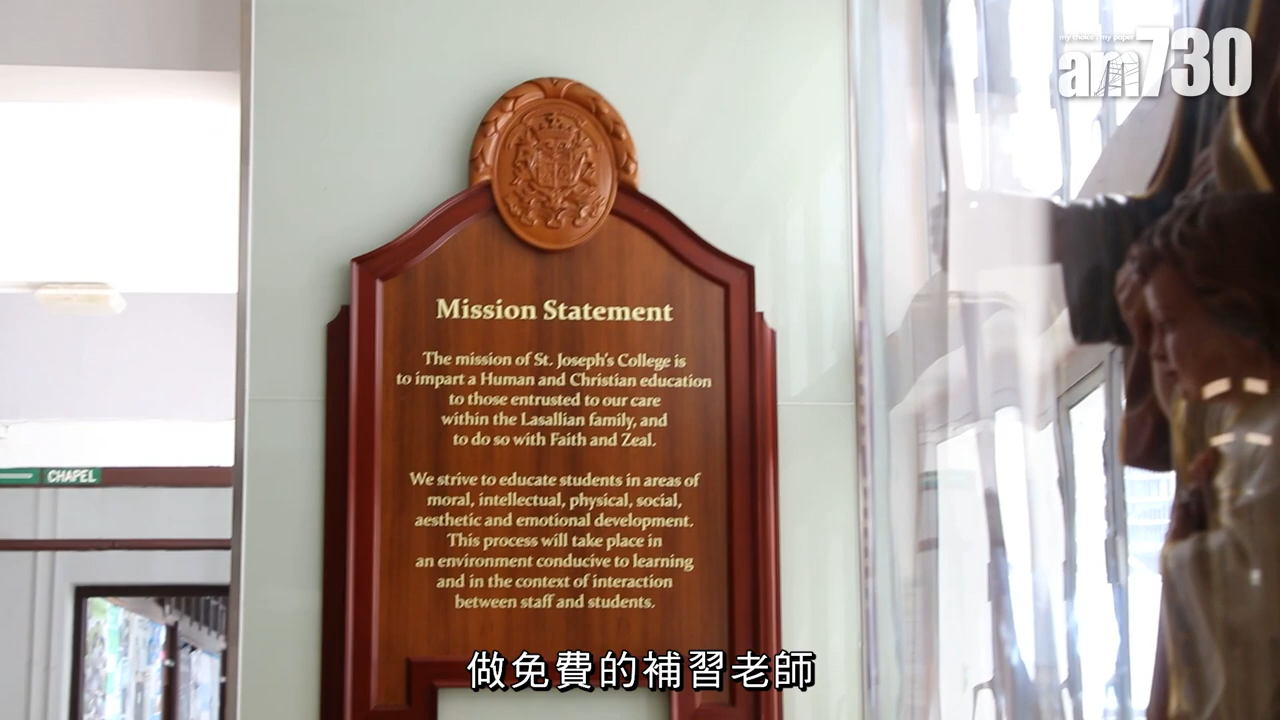 my choice my paper
am730
Mission Statement
The mission of St. Joseph's College is
to impart a Human and Christian education
to those entrusted to our care
within the Lasallian family, and
to do so with Faith and Zeal.
We strive to educate students in areas of
moral, intellectual, physical, social,
aesthetic and emotional development.
This process will take place in
an environment conducive to learning
and in the context of interaction
between staff and students.
CHAPEL
做免費的補習老師